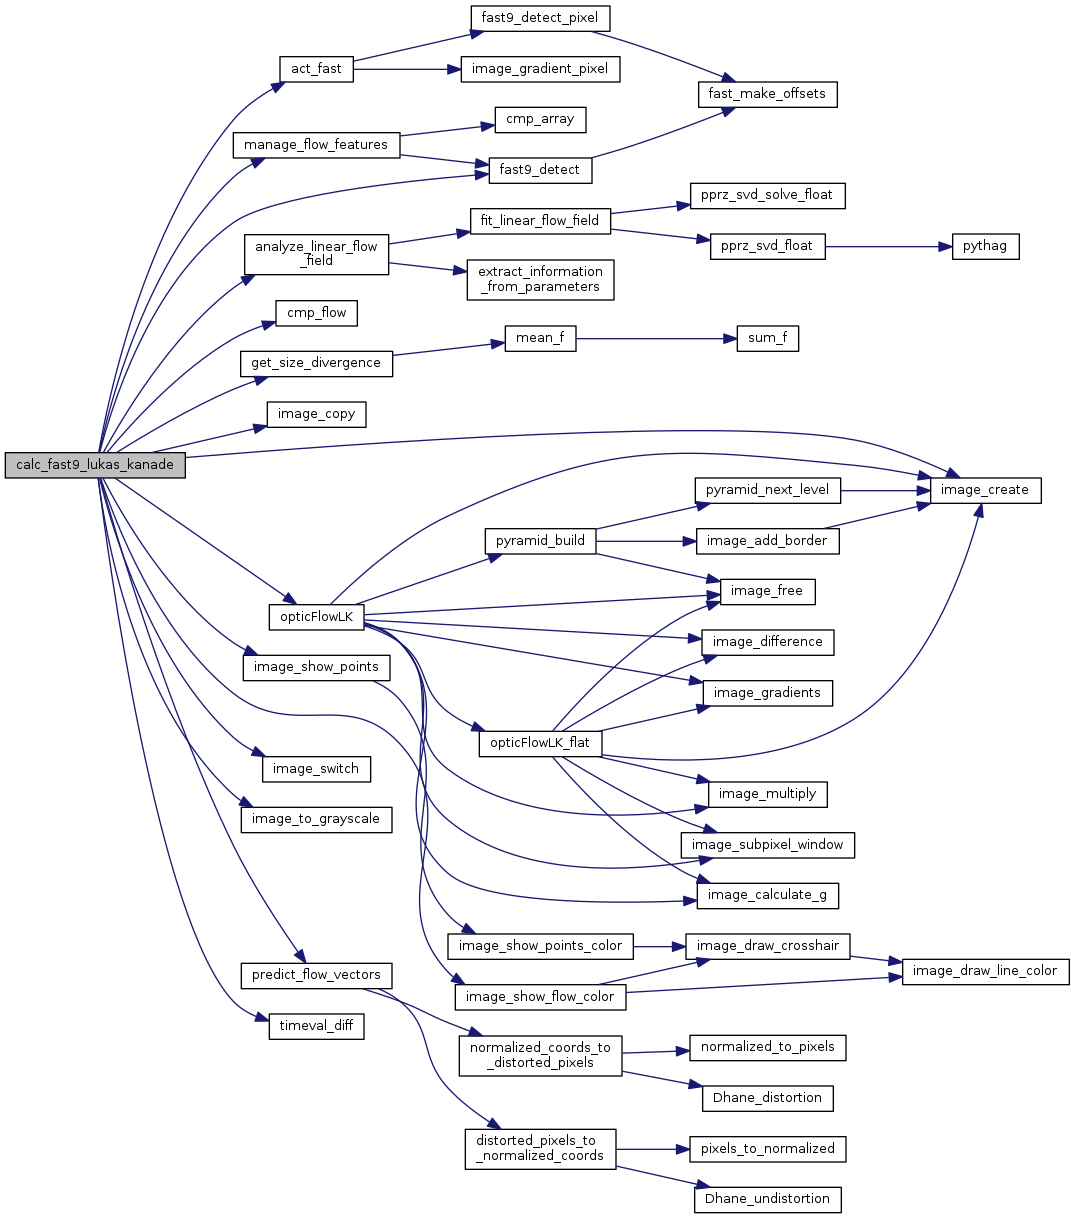 fast9_detect_pixel
act_fast
image_gradient_pixel
fast_make_offsets
cmp_array
manage_flow_features
fast9_detect
pprz_svd_solve_float
fit_linear_flow_field
analyze_linear_flow
_field
pprz_svd_float
pythag
extract_information
_from_parameters
cmp_flow
mean_f
sum_f
get_size_divergence
image_copy
calc_fast9_lukas_kanade
pyramid_next_level
image_create
pyramid_build
image_add_border
image_free
opticFlowLK
image_difference
image_show_points
image_gradients
opticFlowLK_flat
image_switch
image_multiply
image_to_grayscale
image_subpixel_window
image_calculate_g
image_show_points_color
image_draw_crosshair
predict_flow_vectors
image_draw_line_color
image_show_flow_color
timeval_diff
normalized_coords_to
_distorted_pixels
normalized_to_pixels
Dhane_distortion
distorted_pixels_to
_normalized_coords
pixels_to_normalized
Dhane_undistortion